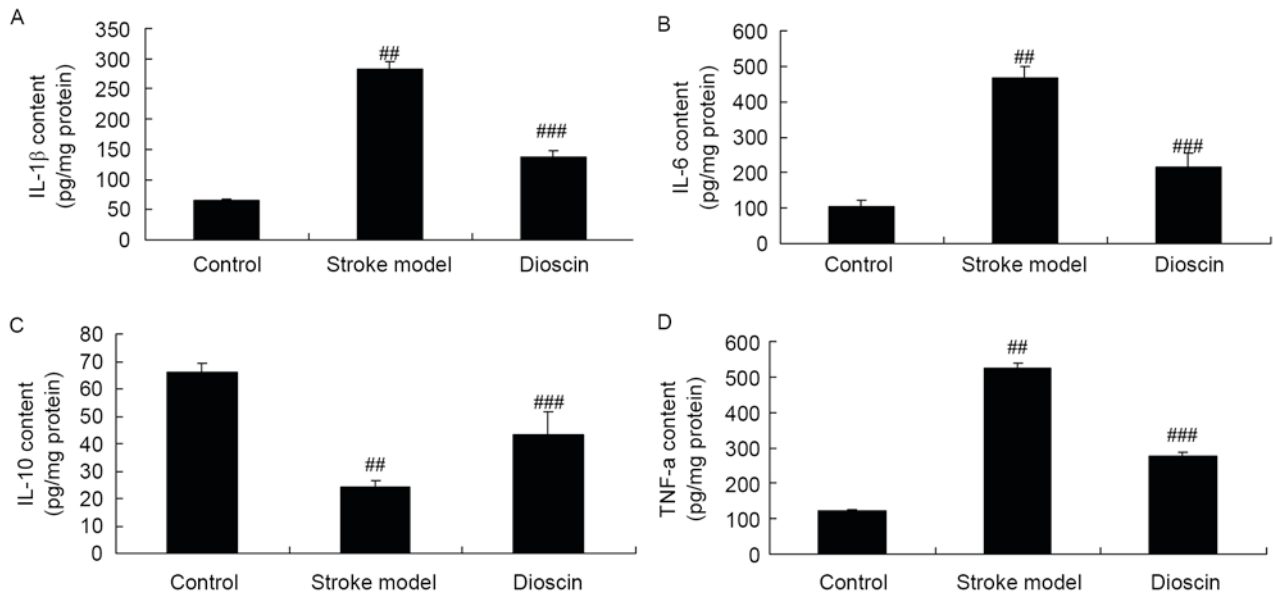 A
IL-1β content
(pg/mg protein)
350
300
250
200
150
100
50
0
##
###
Control
Stroke model
Dioscin
B
IL-6 content
(pg/mg protein)
600
500
400
300
200
100
0
##
###
Control
Stroke model
Dioscin
C
IL-10 content
(pg/mg protein)
80
70
60
50
40
30
20
10
0
##
###
Control
Stroke model
Dioscin
D
TNF-a content
(pg/mg protein)
600
500
400
300
200
100
0
##
###
Control
Stroke model
Dioscin